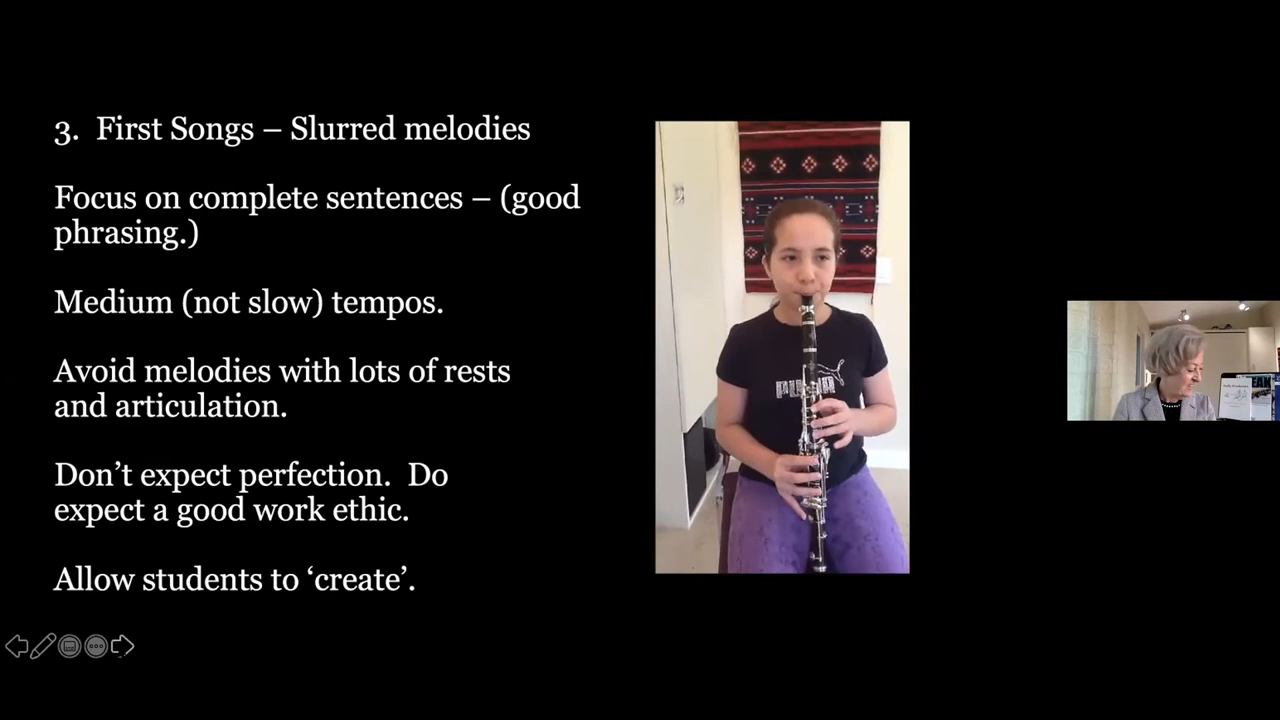 3. First Songs – Slurred melodies
Focus on complete sentences – (good
phrasing.)
Medium (not slow) tempos.
Avoid melodies with lots of rests
and articulation.
Don’t expect perfection. Do
expect a good work ethic.
Allow students to ‘create’.
PUMA